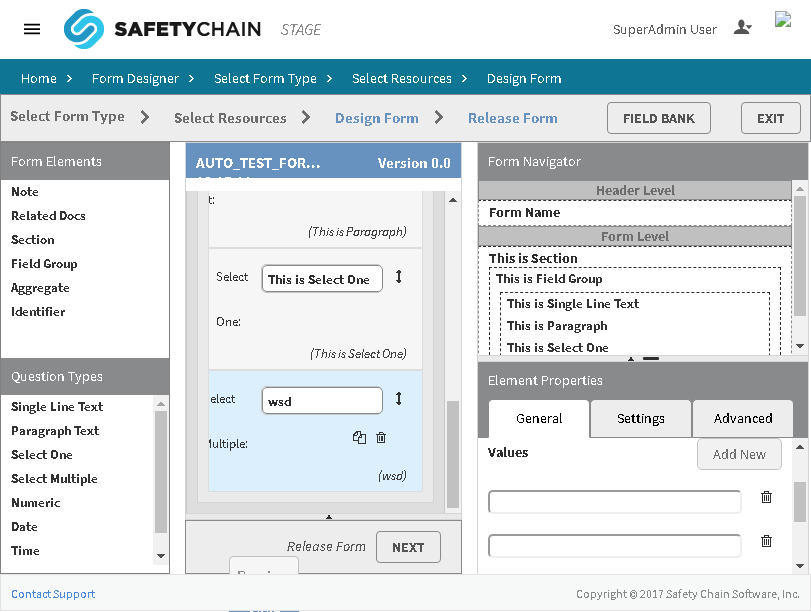 SAFETYCHAIN STAGE
SuperAdmin User
Home > Form Designer > Select Form Type > Select Resources > Design Form
Select Form Type > Select Resources > Design Form > Release Form
FIELD BANK
EXIT
Form Elements
Note
Related Docs
Section
Field Group
Aggregate
Identifier
Question Types
Single Line Text
Paragraph Text
Select One
Select Multiple
Numeric
Date
Time
AUTO_TEST_FOR... Version 0.0
t:
(This is Paragraph)
Select This is Select One
One:
(This is Select One)
elect wsd
Multiple:
(wsd)
Release Form NEXT
Form Navigator
Header Level
Form Name
Form Level
This is Section
This is Field Group
This is Single Line Text
This is Paragraph
This is Select One
Element Properties
General Settings Advanced
Values Add New
Contact Support
Copyright © 2017 Safety Chain Software, Inc.